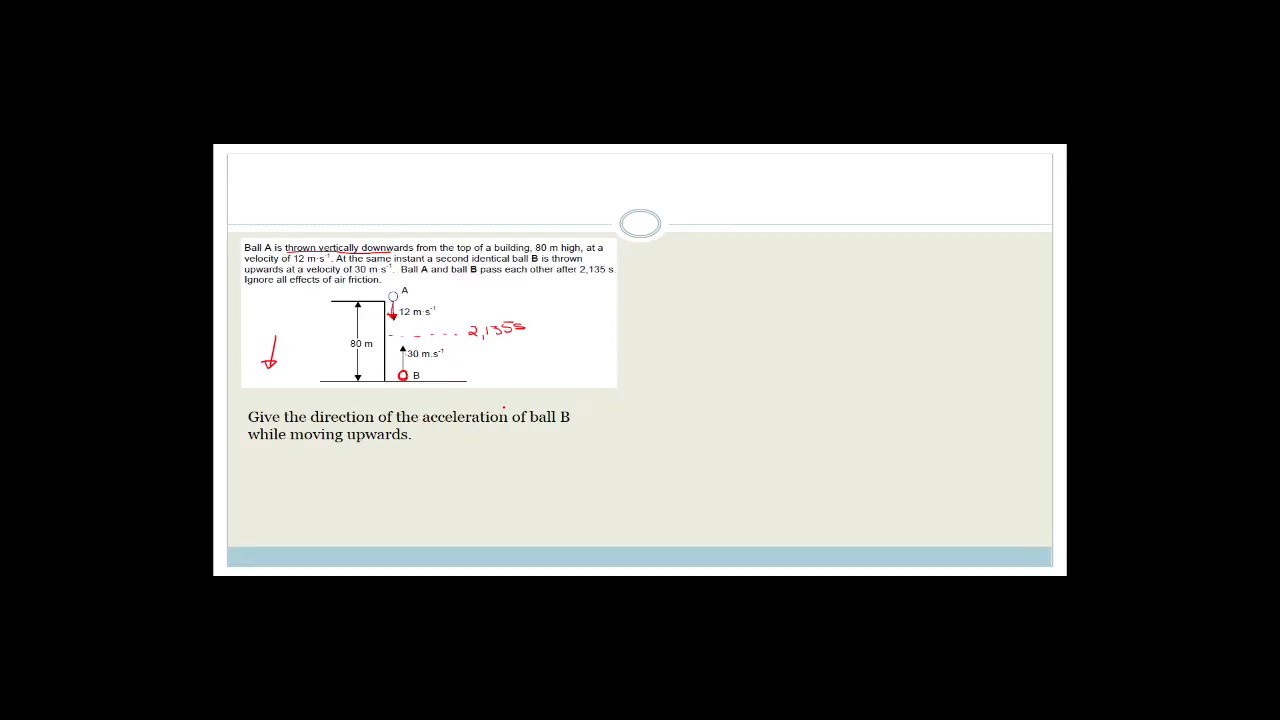 Ball A is thrown vertically downwards from the top of a building, 80 m high, at a
velocity of 12 m·s⁻¹. At the same instant a second identical ball B is thrown
upwards at a velocity of 30 m·s⁻¹. Ball A and ball B pass each other after 2,135 s.
Ignore all effects of air friction.
A
12 m·s⁻¹
2,135s
80 m
30 m.s⁻¹
B
Give the direction of the acceleration of ball B
while moving upwards.